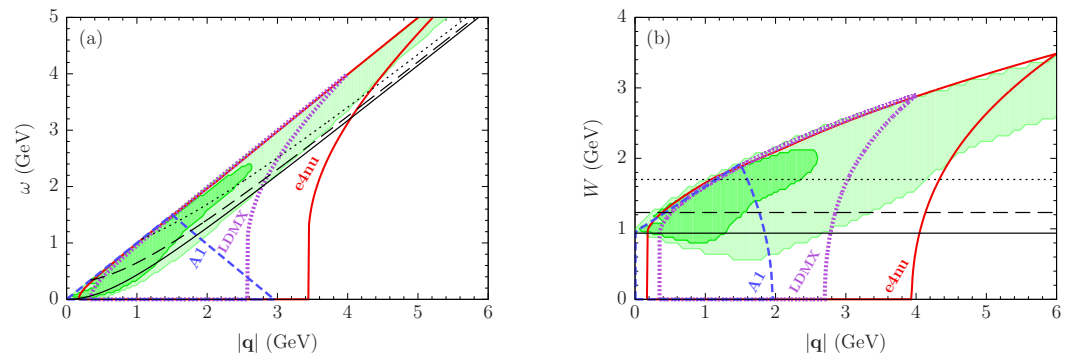 (a)
5
4
3
2
1
0
ω (GeV)
A1
LDMX
e4nu
0 1 2 3 4 5 6
|q| (GeV)
(b)
4
3
2
1
0
W (GeV)
A1
LDMX
e4nu
0 1 2 3 4 5 6
|q| (GeV)